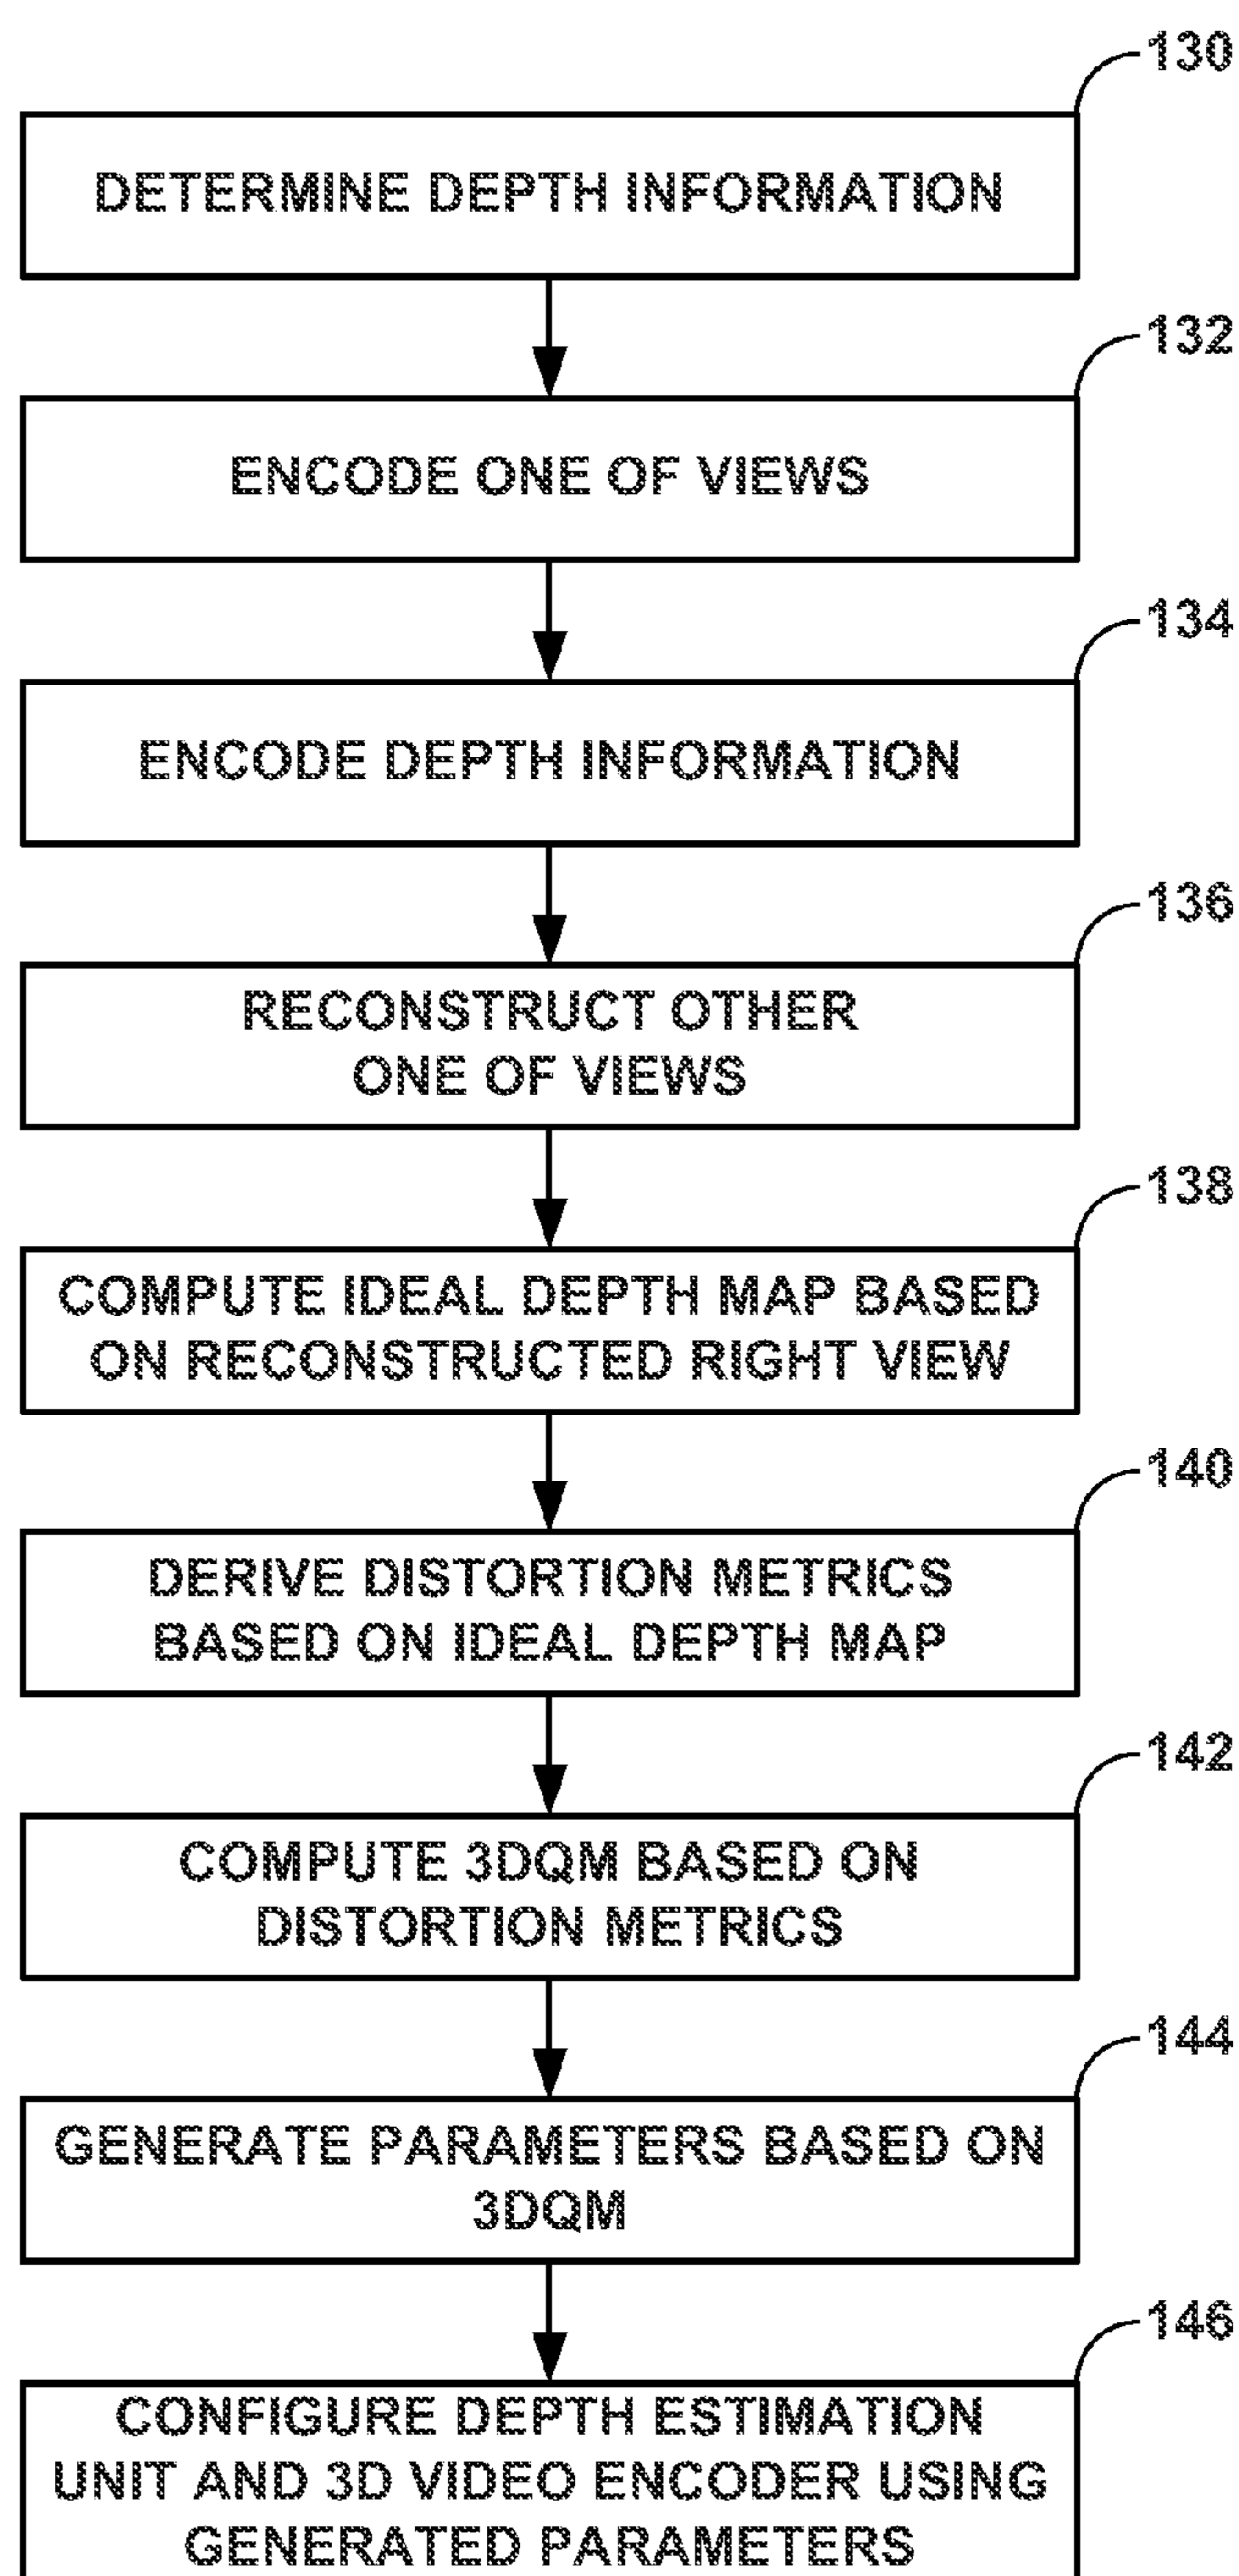 130
DETERMINE DEPTH INFORMATION
132
ENCODE ONE OF VIEWS
134
ENCODE DEPTH INFORMATION
136
RECONSTRUCT OTHER
ONE OF VIEWS
138
COMPUTE IDEAL DEPTH MAP BASED
ON RECONSTRUCTED RIGHT VIEW
140
DERIVE DISTORTION METRICS
BASED ON IDEAL DEPTH MAP
142
COMPUTE 3DQM BASED ON
DISTORTION METRICS
144
GENERATE PARAMETERS BASED ON
3DQM
146
CONFIGURE DEPTH ESTIMATION
UNIT AND 3D VIDEO ENCODER USING
GENERATED PARAMETERS